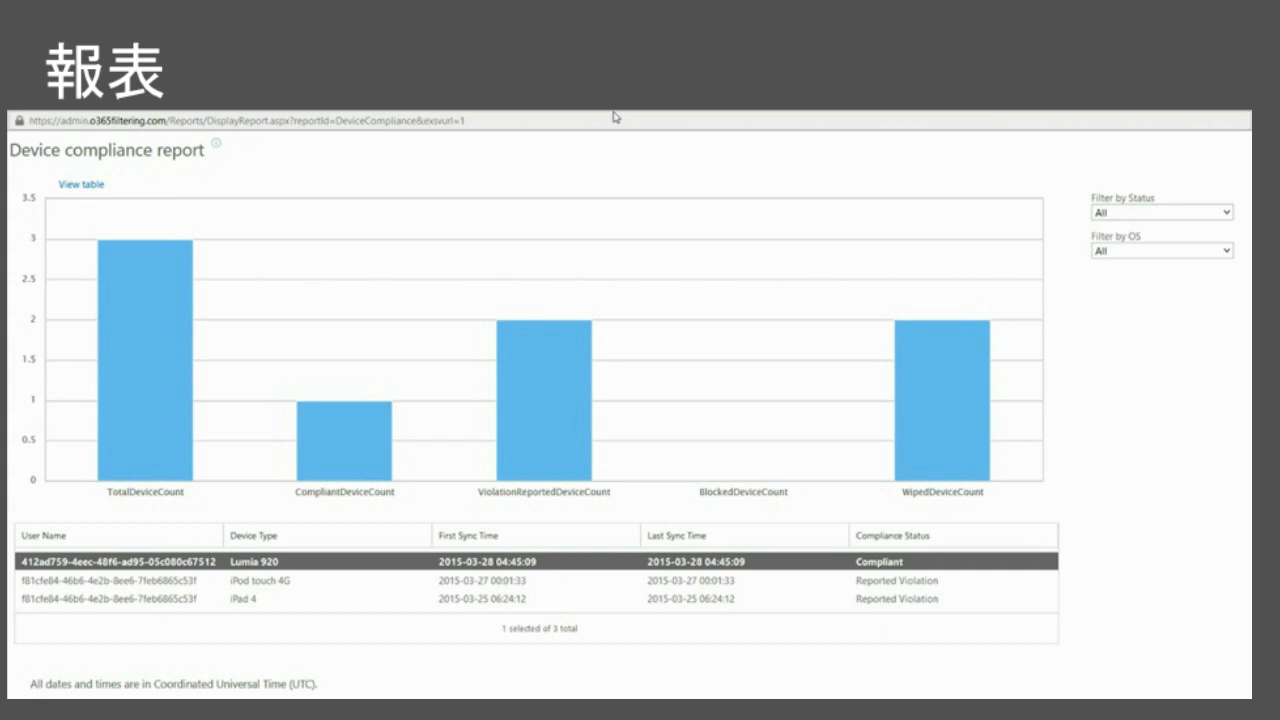 報表
https://admin.o365filtering.com/Reports/DisplayReport.aspx?reportId=DeviceCompliance&exsvurl=1
Device compliance report
View table
Filter by Status
All
Filter by OS
All
3.5
3
2.5
2
1.5
1
0.5
0
TotalDeviceCount CompliantDeviceCount ViolationReportedDeviceCount BlockedDeviceCount WipedDeviceCount
User Name Device Type First Sync Time Last Sync Time Compliance Status
412ad759-4eec-48f6-ad95-05c080c67512 Lumia 920 2015-03-28 04:45:09 2015-03-28 04:45:09 Compliant
f81cfe84-46b6-4e2b-8ee6-7feb6865c53f iPod touch 4G 2015-03-27 00:01:33 2015-03-27 00:01:33 Reported Violation
f81cfe84-46b6-4e2b-8ee6-7feb6865c53f iPad 4 2015-03-25 06:24:12 2015-03-25 06:24:12 Reported Violation
1 selected of 3 total
All dates and times are in Coordinated Universal Time (UTC).